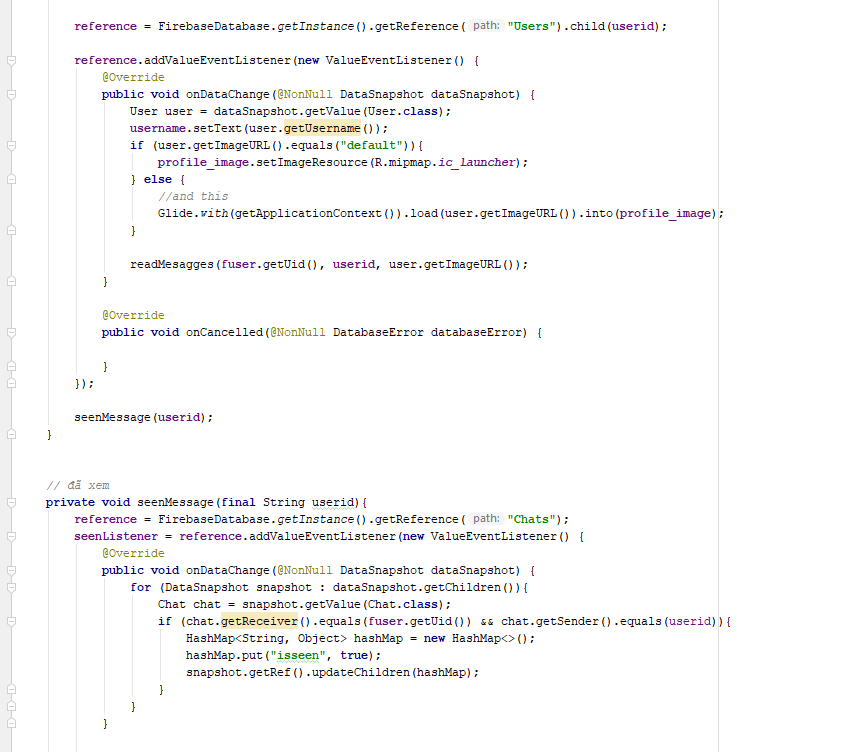 reference = FirebaseDatabase.getInstance().getReference( path: "Users").child(userid);
reference.addValueEventListener(new ValueEventListener() {
@Override
public void onDataChange(@NonNull DataSnapshot dataSnapshot) {
User user = dataSnapshot.getValue(User.class);
username.setText(user.getUsername());
if (user.getImageURL().equals("default")){
profile_image.setImageResource(R.mipmap.ic_launcher);
} else {
//and this
Glide.with(getApplicationContext()).load(user.getImageURL()).into(profile_image);
}
readMesagges(fuser.getUid(), userid, user.getImageURL());
}
@Override
public void onCancelled(@NonNull DatabaseError databaseError) {
}
});
seenMessage(userid);
}
// đã xem
private void seenMessage(final String userid){
reference = FirebaseDatabase.getInstance().getReference( path: "Chats");
seenListener = reference.addValueEventListener(new ValueEventListener() {
@Override
public void onDataChange(@NonNull DataSnapshot dataSnapshot) {
for (DataSnapshot snapshot : dataSnapshot.getChildren()){
Chat chat = snapshot.getValue(Chat.class);
if (chat.getReceiver().equals(fuser.getUid()) && chat.getSender().equals(userid)){
HashMap<String, Object> hashMap = new HashMap<>();
hashMap.put("isseen", true);
snapshot.getRef().updateChildren(hashMap);
}
}
}